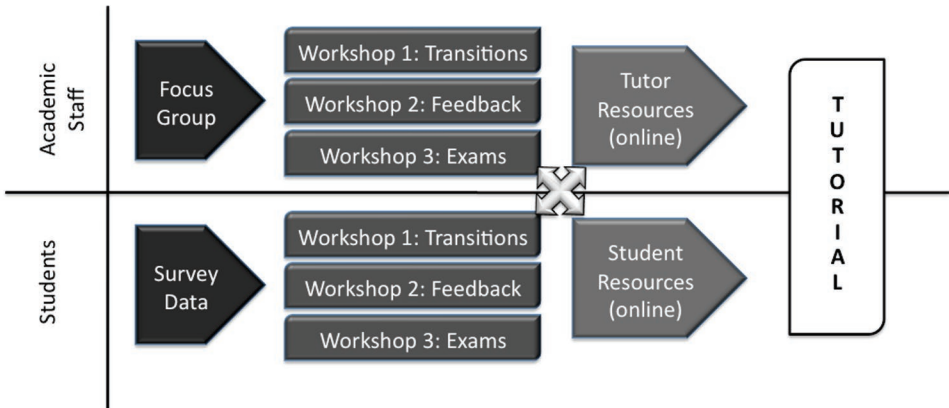 Academic
Staff
Focus
Group
Workshop 1: Transitions
Workshop 2: Feedback
Workshop 3: Exams
Tutor
Resources
(online)
TUTORIAL
Students
Survey
Data
Workshop 1: Transitions
Workshop 2: Feedback
Workshop 3: Exams
Student
Resources
(online)